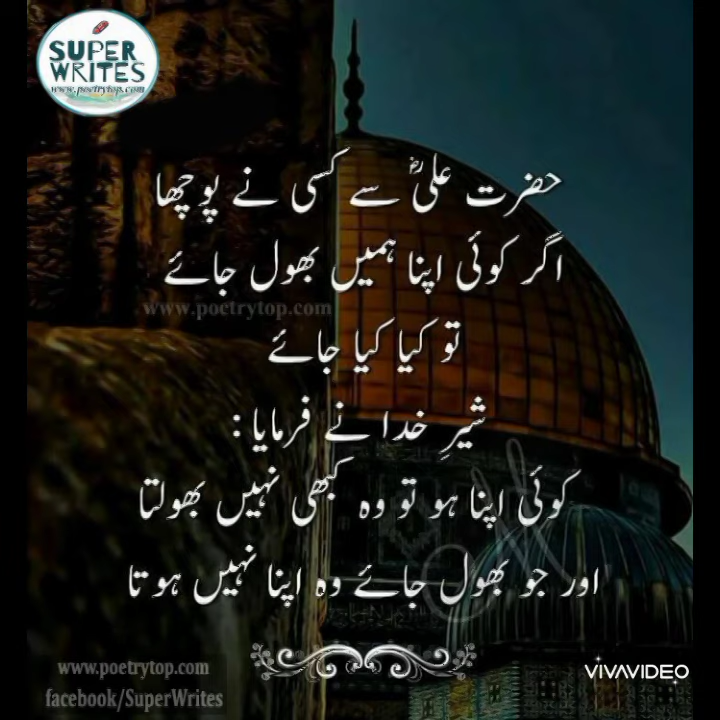 SUPER
WRITES
www.poetrytop.com
حضرت علیؓ سے کسی نے پوچھا
اگر کوئی اپنا ہمیں بھول جائے
www.poetrytop.com
تو کیا کیا جائے
شیرِ خدا نے فرمایا :
کوئی اپنا ہو تو وہ کبھی نہیں بھولتا
اور جو بھول جائے وہ اپنا نہیں ہوتا
www.poetrytop.com
facebook/SuperWrites
VIVAVIDEO